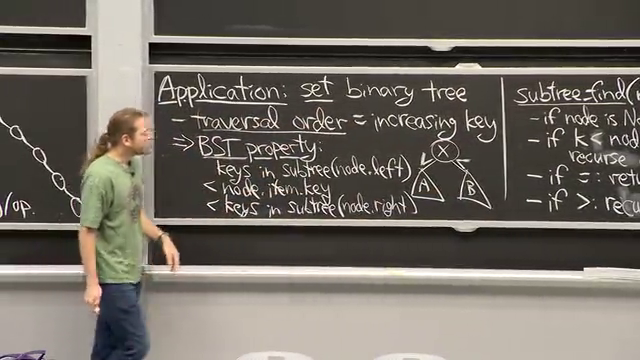 /op.
Application: set binary tree
- traversal order = increasing key
⇒ BST property:
keys in subtree(node.left)
< node.item.key
< keys in subtree(node.right)
X
A
B
subtree_find(
- if node is No
- if k < nod
recurse
- if = : retu
- if > : recu